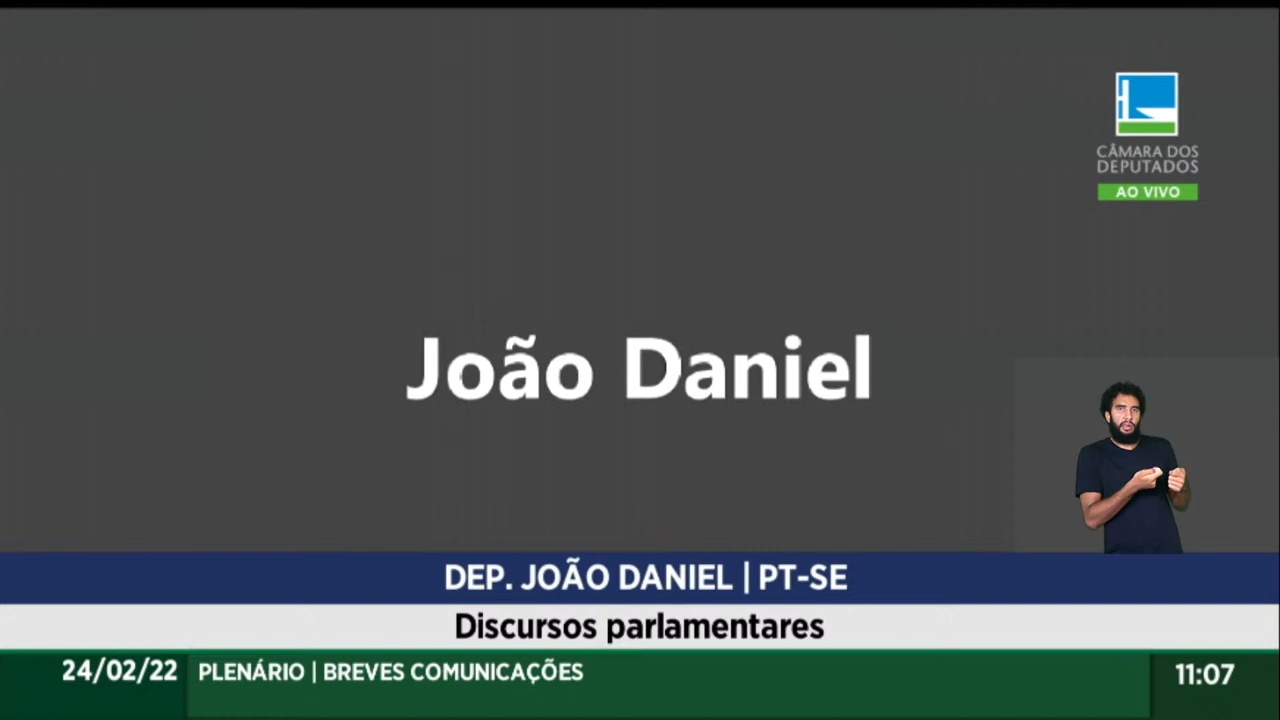 CÂMARA DOS
DEPUTADOS
AO VIVO
João Daniel
DEP. JOÃO DANIEL | PT-SE
Discursos parlamentares
24/02/22 PLENÁRIO | BREVES COMUNICAÇÕES 11:07